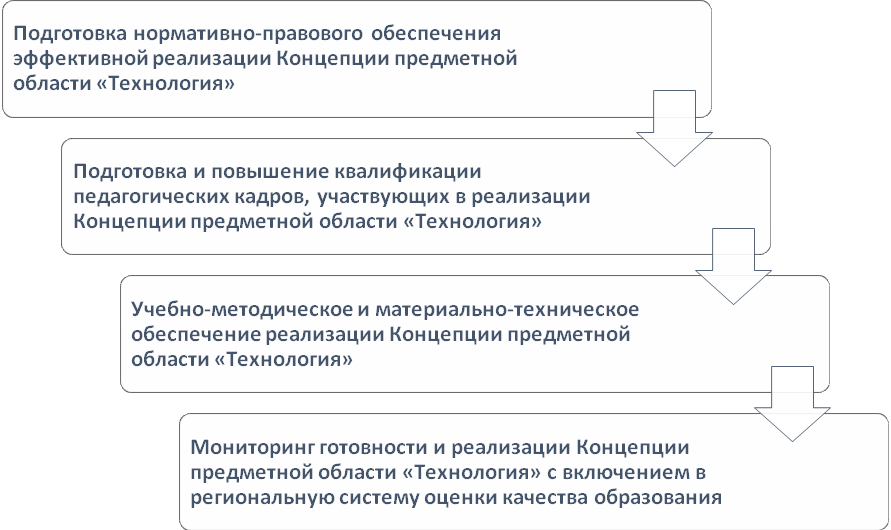 Подготовка нормативно-правового обеспечения
эффективной реализации Концепции предметной
области «Технология»
Подготовка и повышение квалификации
педагогических кадров, участвующих в реализации
Концепции предметной области «Технология»
Учебно-методическое и материально-техническое
обеспечение реализации Концепции предметной
области «Технология»
Мониторинг готовности и реализации Концепции
предметной области «Технология» с включением в
региональную систему оценки качества образования